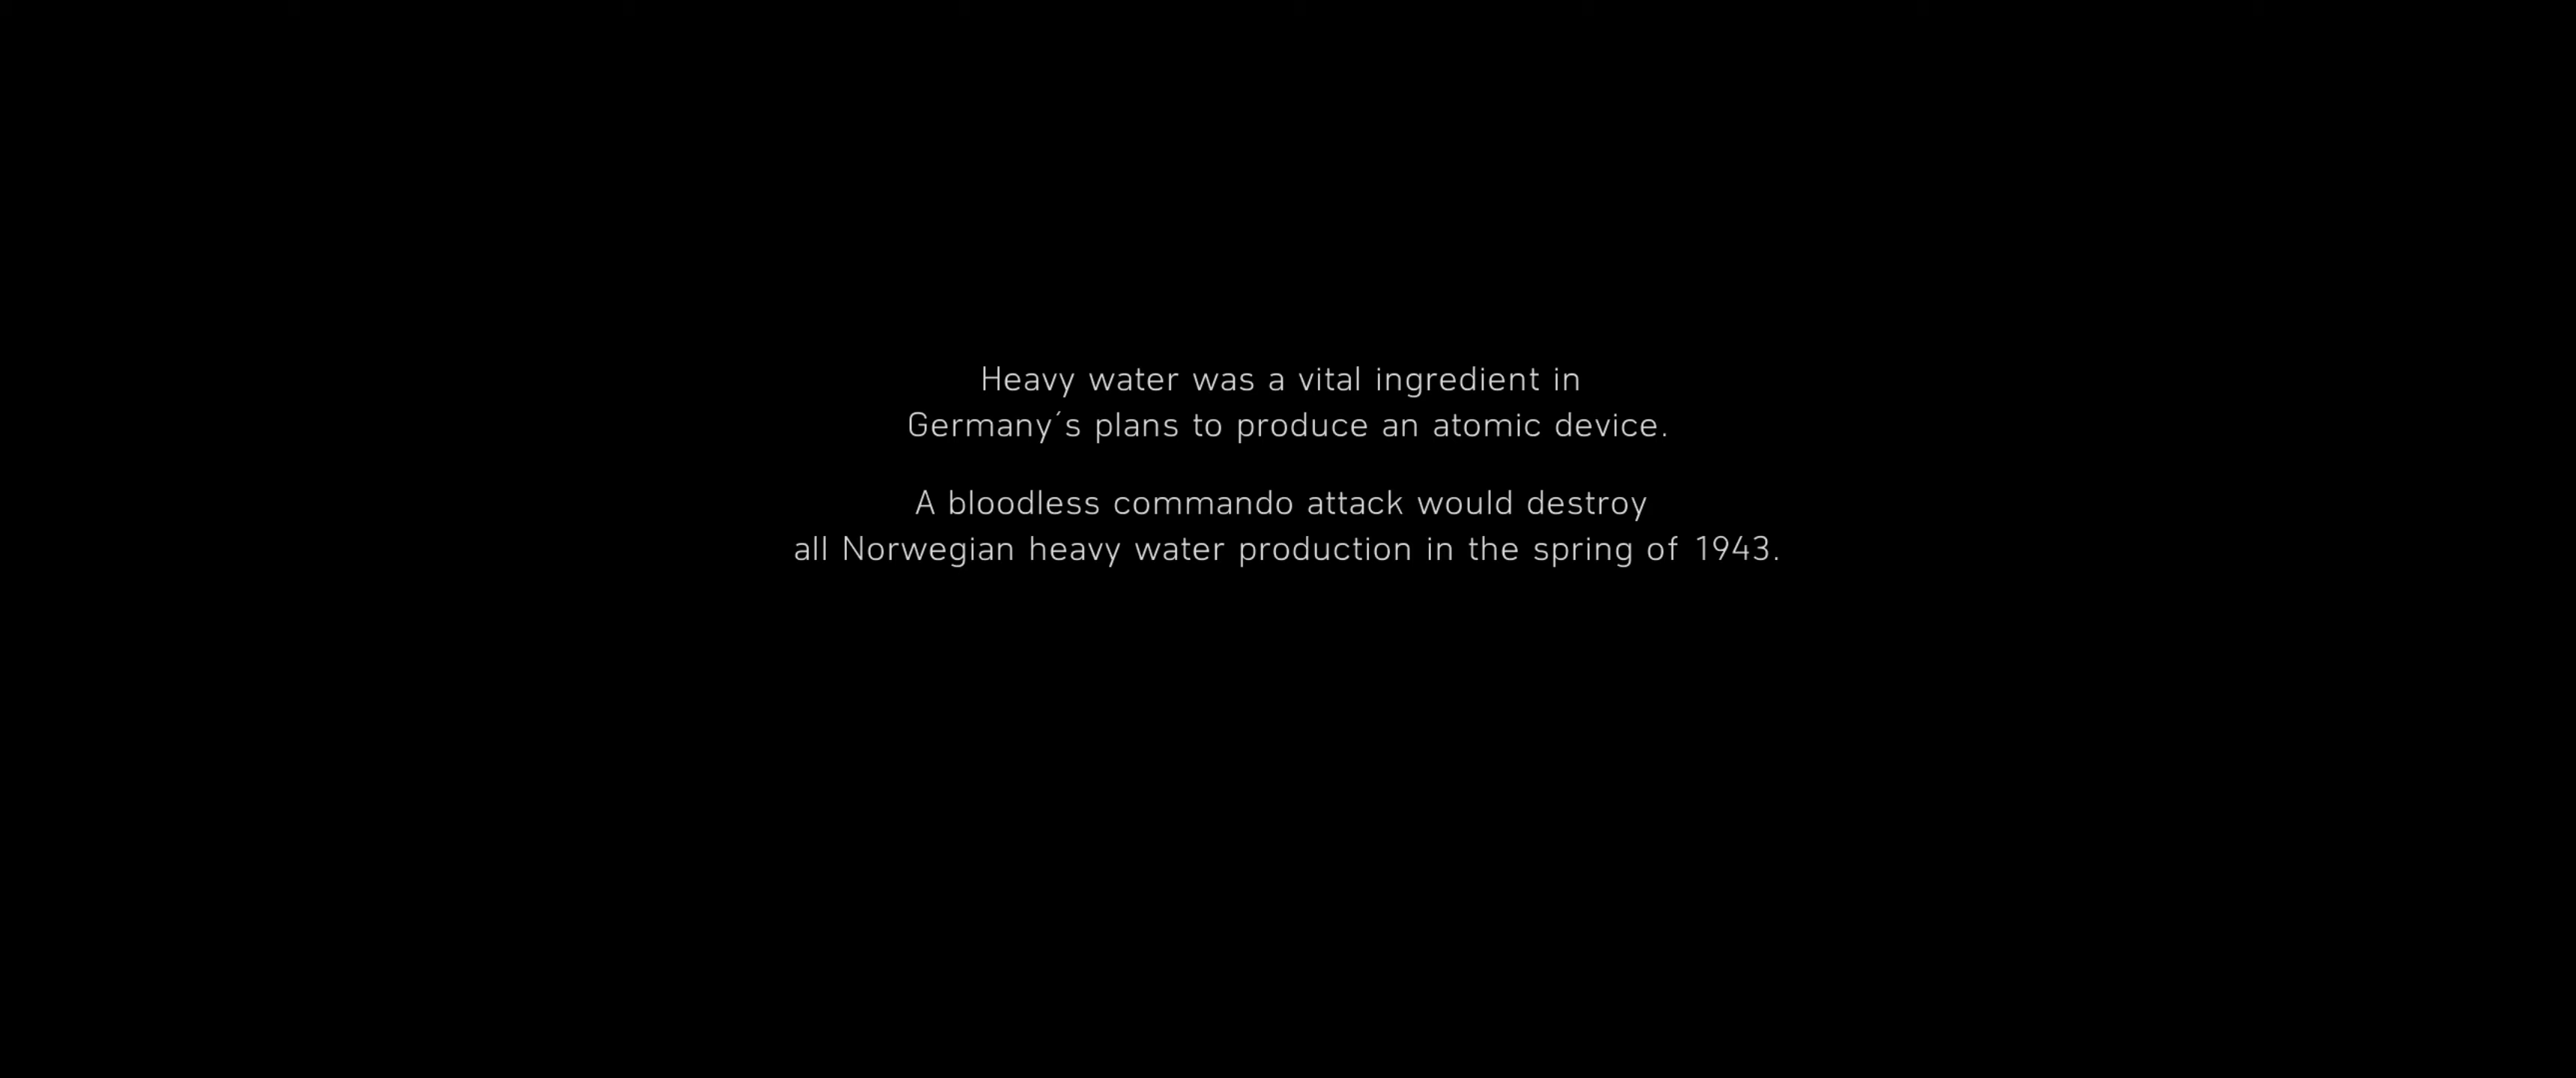 Heavy water was a vital ingredient in
Germany´s plans to produce an atomic device.
A bloodless commando attack would destroy
all Norwegian heavy water production in the spring of 1943.